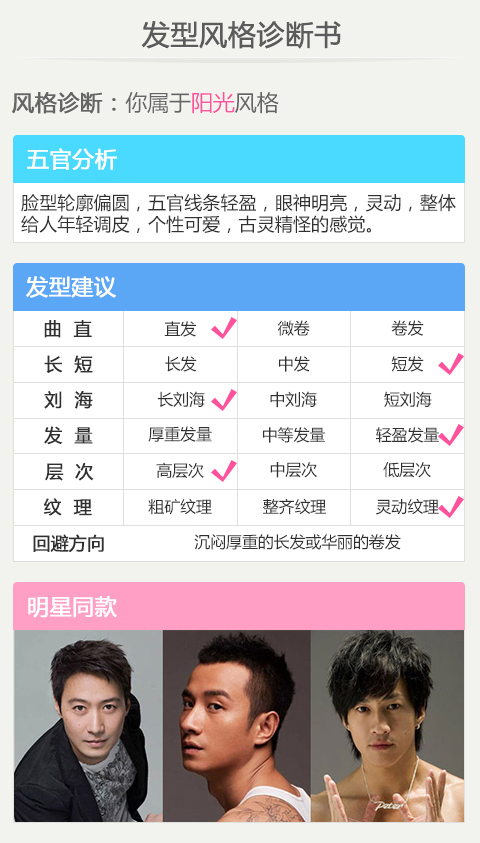 发型风格诊断书
风格诊断：你属于阳光风格
五官分析
脸型轮廓偏圆，五官线条轻盈，眼神明亮，灵动，整体
给人年轻调皮，个性可爱，古灵精怪的感觉。
发型建议
曲 直 直发 微卷 卷发
长 短 长发 中发 短发
刘 海 长刘海 中刘海 短刘海
发 量 厚重发量 中等发量 轻盈发量
层 次 高层次 中层次 低层次
纹 理 粗矿纹理 整齐纹理 灵动纹理
回避方向 沉闷厚重的长发或华丽的卷发
明星同款
Peter